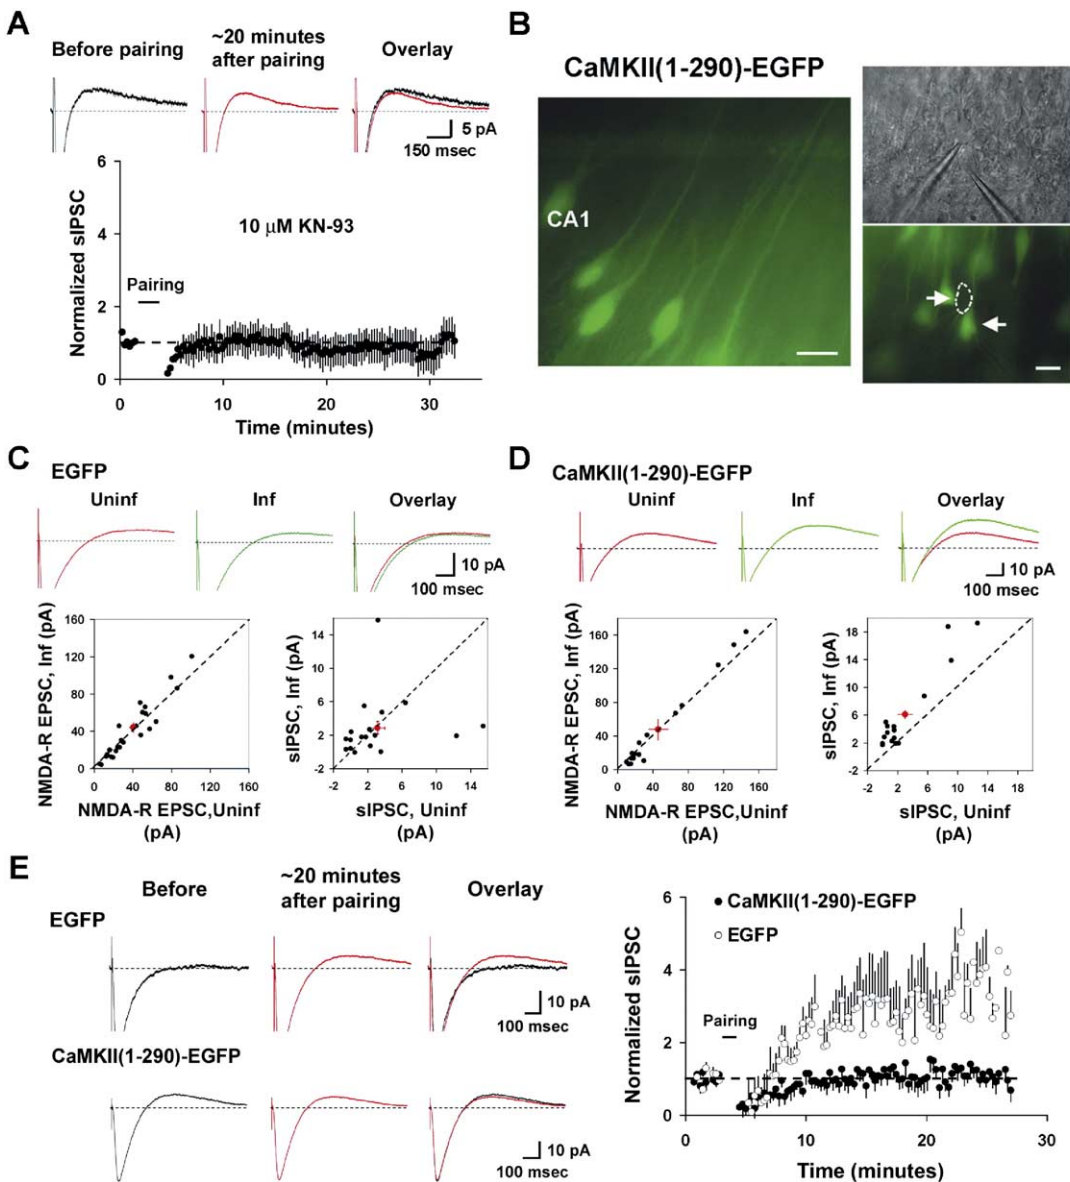 A
Before pairing
~20 minutes
after pairing
Overlay
5 pA
150 msec
Normalized sIPSC
6
4
2
0
10 μM KN-93
Pairing
0
10
20
30
Time (minutes)
B
CaMKII(1-290)-EGFP
CA1
C
EGFP
Uninf
Inf
Overlay
10 pA
100 msec
NMDA-R EPSC, Inf (pA)
160
120
80
40
0
0
40
80
120
160
NMDA-R EPSC,Uninf
(pA)
sIPSC, Inf (pA)
14
10
6
2
-2
-2
2
6
10
14
sIPSC, Uninf
(pA)
D
CaMKII(1-290)-EGFP
Uninf
Inf
Overlay
10 pA
100 msec
NMDA-R EPSC, Inf (pA)
160
120
80
40
0
0
40
80
120
160
NMDA-R EPSC,Uninf
(pA)
sIPSC, Inf (pA)
18
14
10
6
2
-2
-2
2
6
10
14
18
sIPSC, Uninf
(pA)
E
Before
~20 minutes
after pairing
Overlay
EGFP
10 pA
100 msec
CaMKII(1-290)-EGFP
10 pA
100 msec
Normalized sIPSC
6
4
2
0
CaMKII(1-290)-EGFP
EGFP
Pairing
0
10
20
30
Time (minutes)